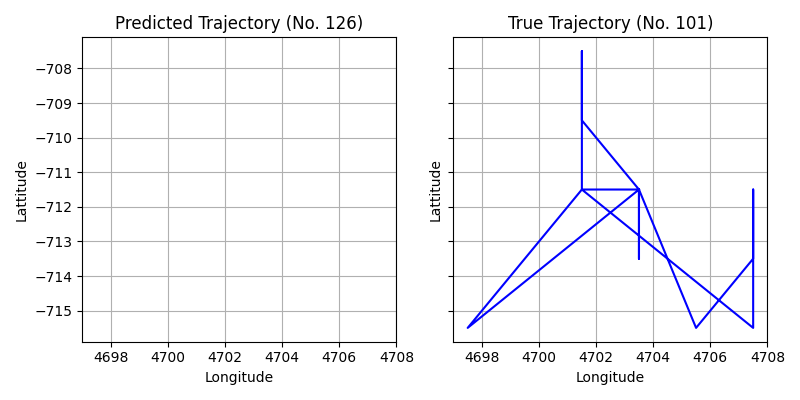 Predicted Trajectory (No. 126)
−708
−709
−710
−711
−712
−713
−714
−715
Lattitude
4698 4700 4702 4704 4706 4708
Longitude
True Trajectory (No. 101)
Lattitude
4698 4700 4702 4704 4706 4708
Longitude